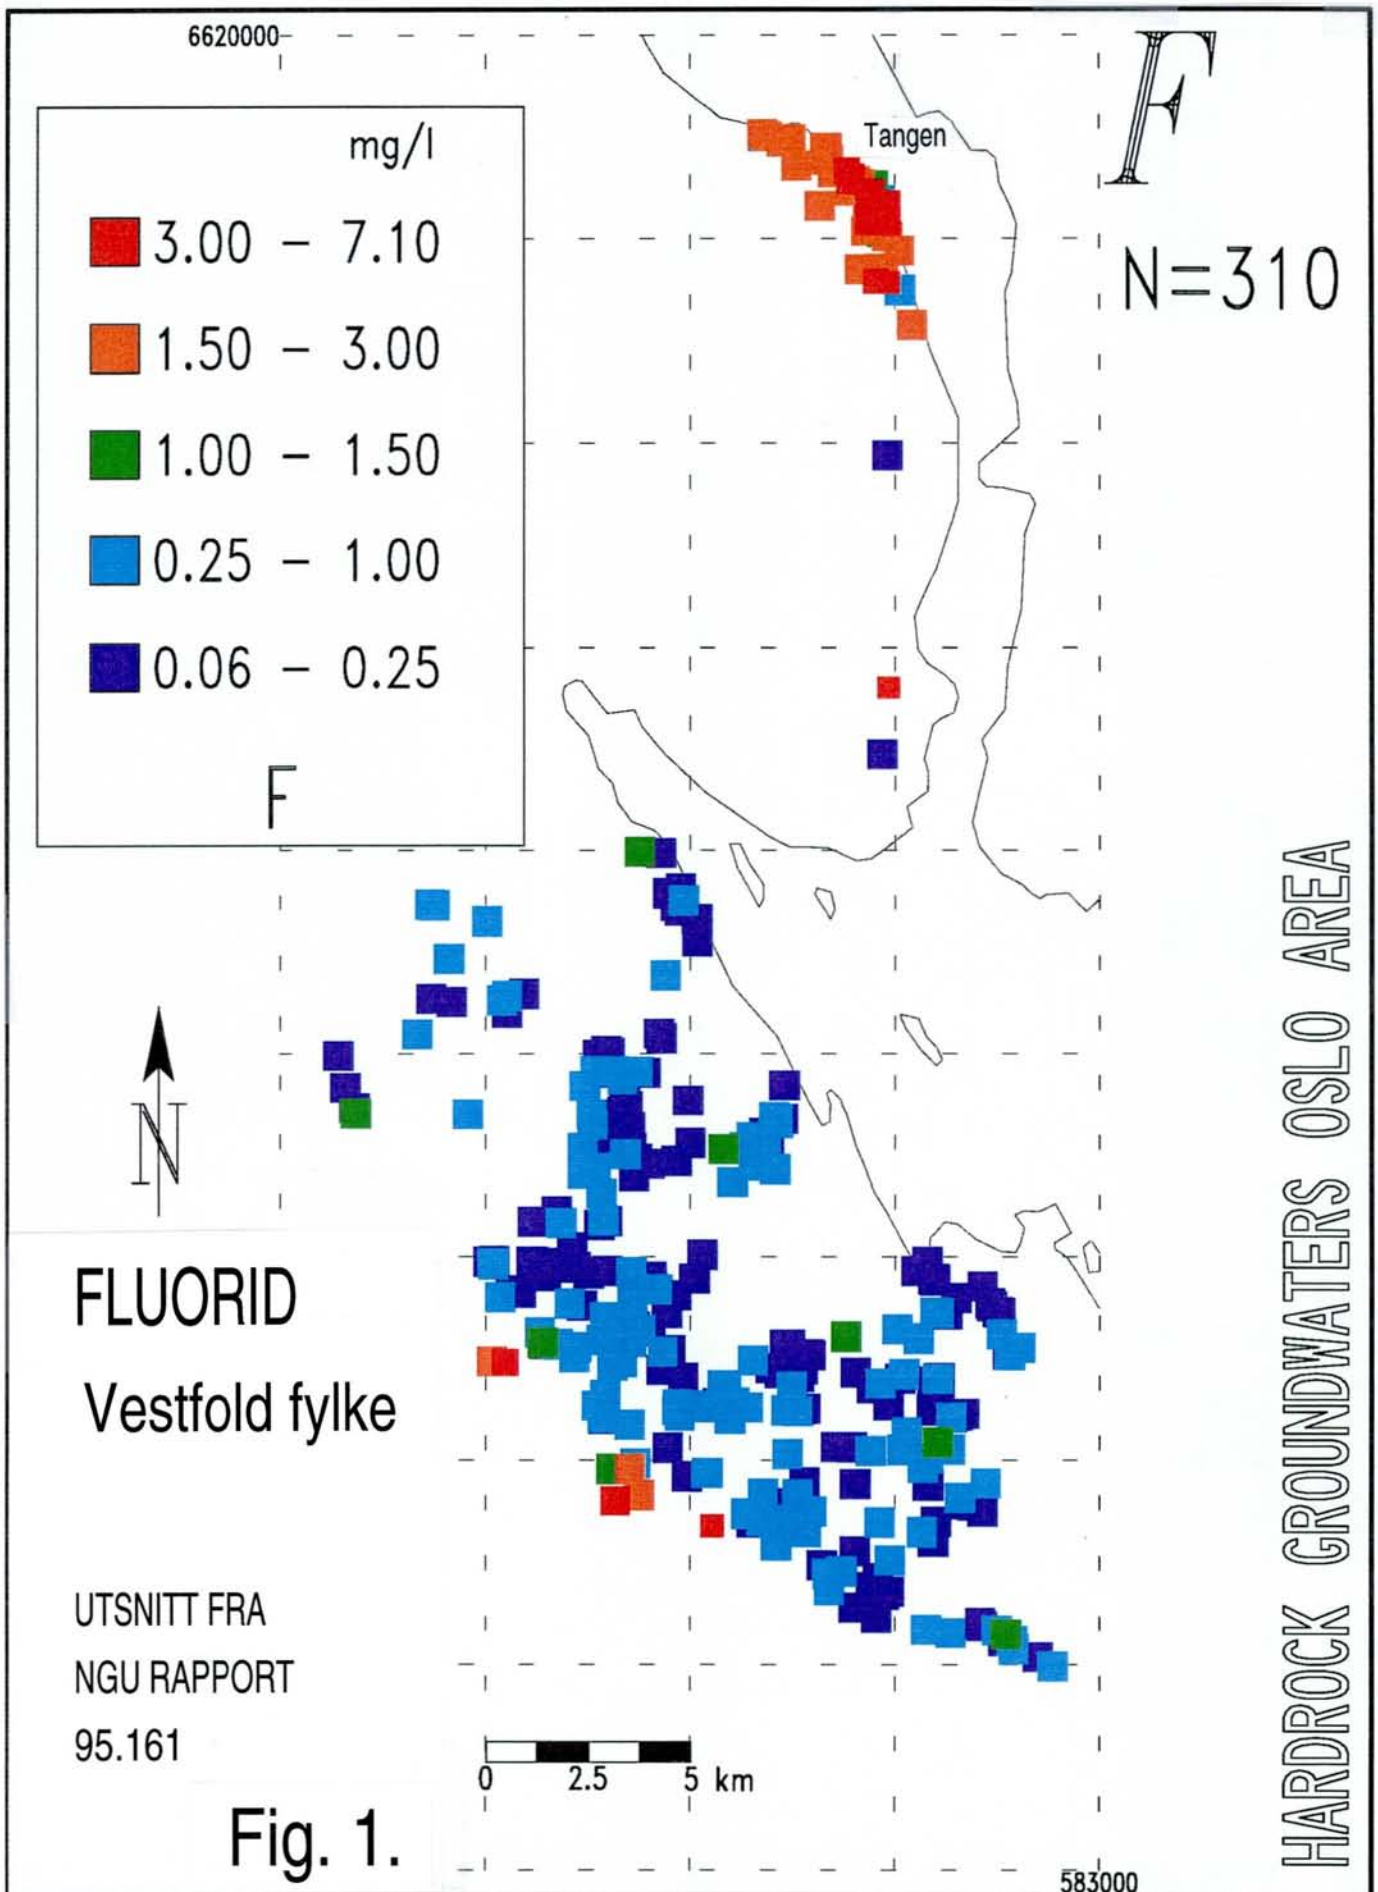 6620000
F
Tangen
N=310
mg/l
3.00 – 7.10
1.50 – 3.00
1.00 – 1.50
0.25 – 1.00
0.06 – 0.25
F
N
FLUORID
Vestfold fylke
UTSNITT FRA
NGU RAPPORT
95.161
0 2.5 5 km
Fig. 1.
583000
HARDROCK GROUNDWATERS OSLO AREA